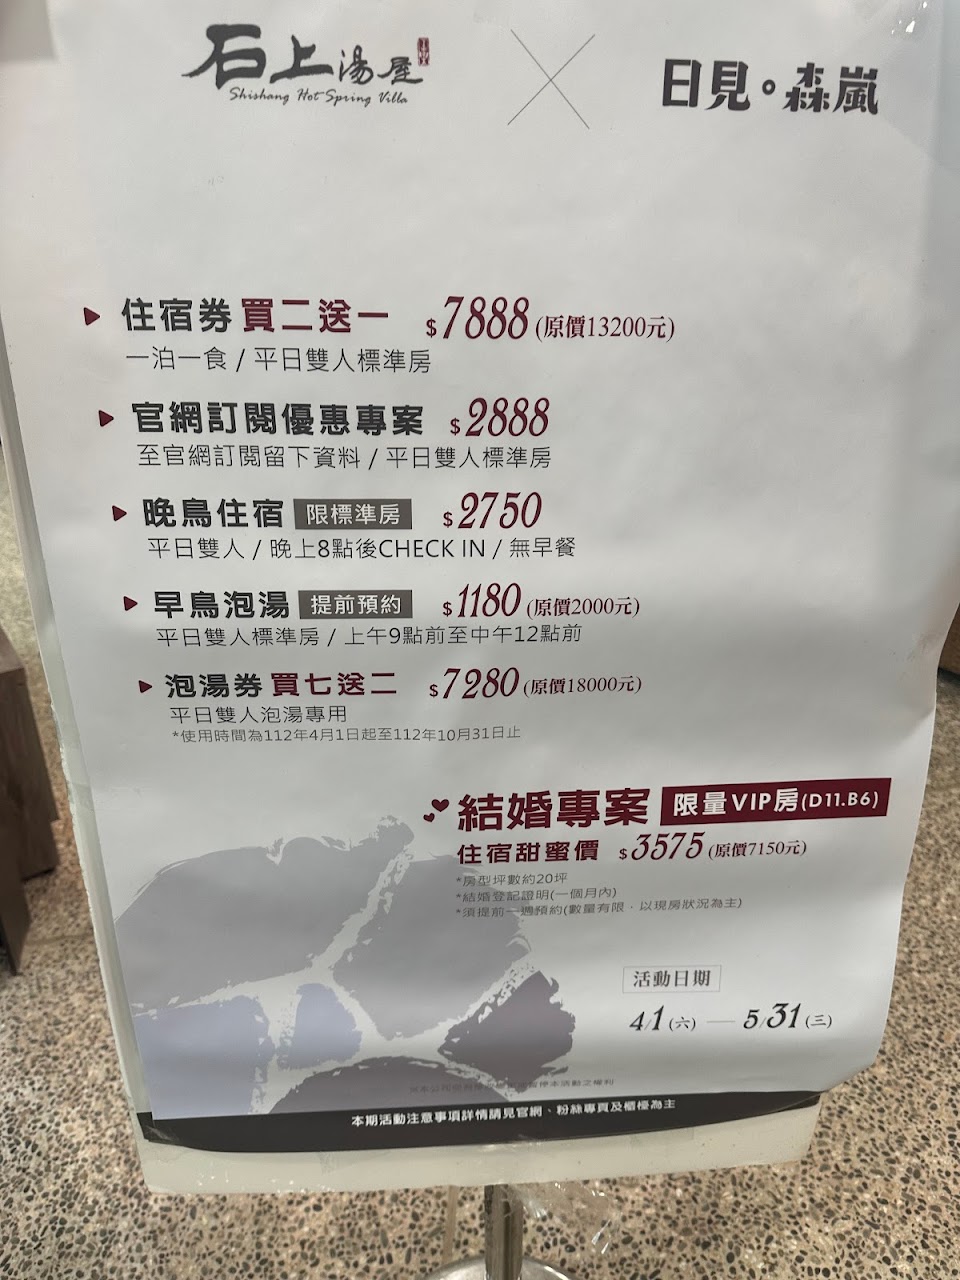 石上湯屋
Shishang Hot Spring Villa
日見。森嵐
住宿券 買二送一 $7888 (原價13200元)
一泊一食 / 平日雙人標準房
官網訂閱優惠專案 $2888
至官網訂閱留下資料 / 平日雙人標準房
晚鳥住宿 限標準房 $2750
平日雙人 / 晚上8點後CHECK IN / 無早餐
早鳥泡湯 提前預約 $1180 (原價2000元)
平日雙人標準房 / 上午9點前至中午12點前
泡湯券 買七送二 $7280 (原價18000元)
平日雙人泡湯專用
*使用時間為112年4月1日起至112年10月31日止
結婚專案 限量VIP房(D11.B6)
住宿甜蜜價 $3575 (原價7150元)
*房型坪數約20坪
*結婚登記證明(一個月內)
*須提前一週預約(數量有限，以現房狀況為主)
活動日期
4/1 (六) — 5/31 (三)
停本活動之權利
本期活動注意事項詳情請見官網、粉絲專頁及櫃檯為主